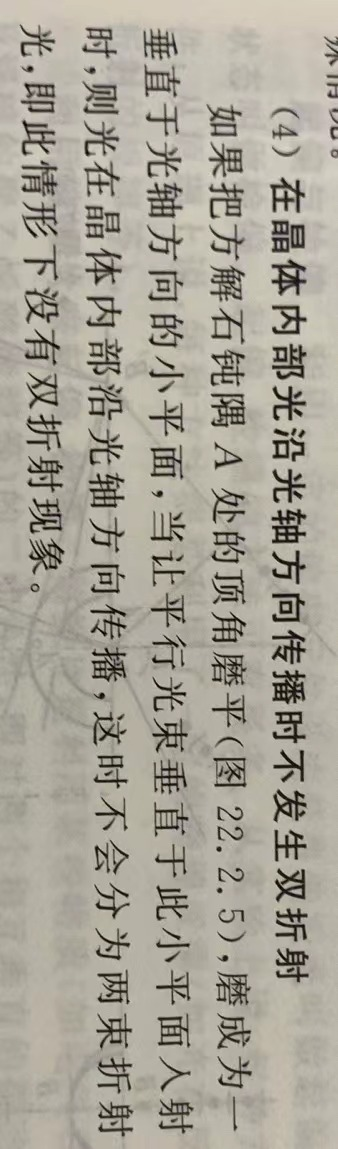 (4) 在晶体内部光沿光轴方向传播时不发生双折射
如果把方解石钝隅 A 处的顶角磨平(图 22.2.5),磨成为一
垂直于光轴方向的小平面,当让平行光束垂直于此小平面入射
时,则光在晶体内部沿光轴方向传播,这时不会分为两束折射
光,即此情形下没有双折射现象。